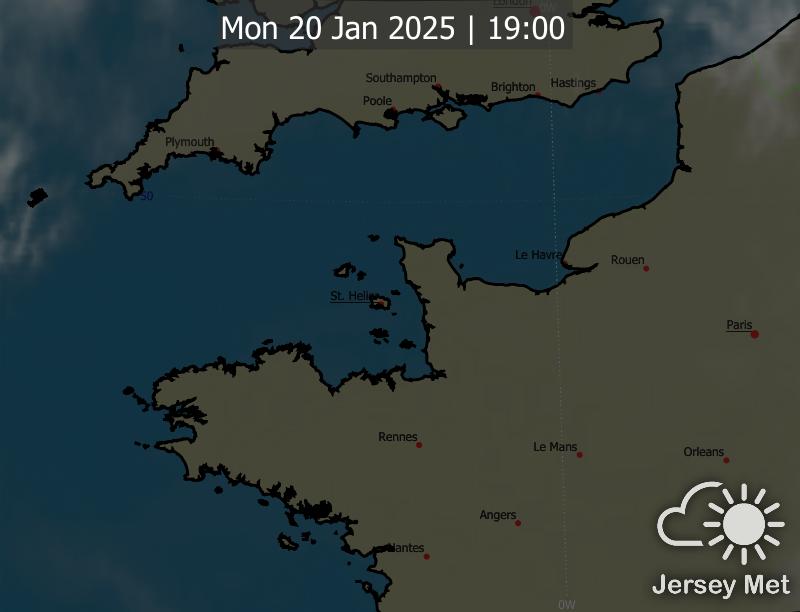 London
Mon 20 Jan 2025 | 19:00
Southampton
Brighton
Hastings
Poole
Plymouth
50
Le Havre
Rouen
St. Helier
Paris
Rennes
Le Mans
Orleans
Angers
Nantes
Jersey Met
0W